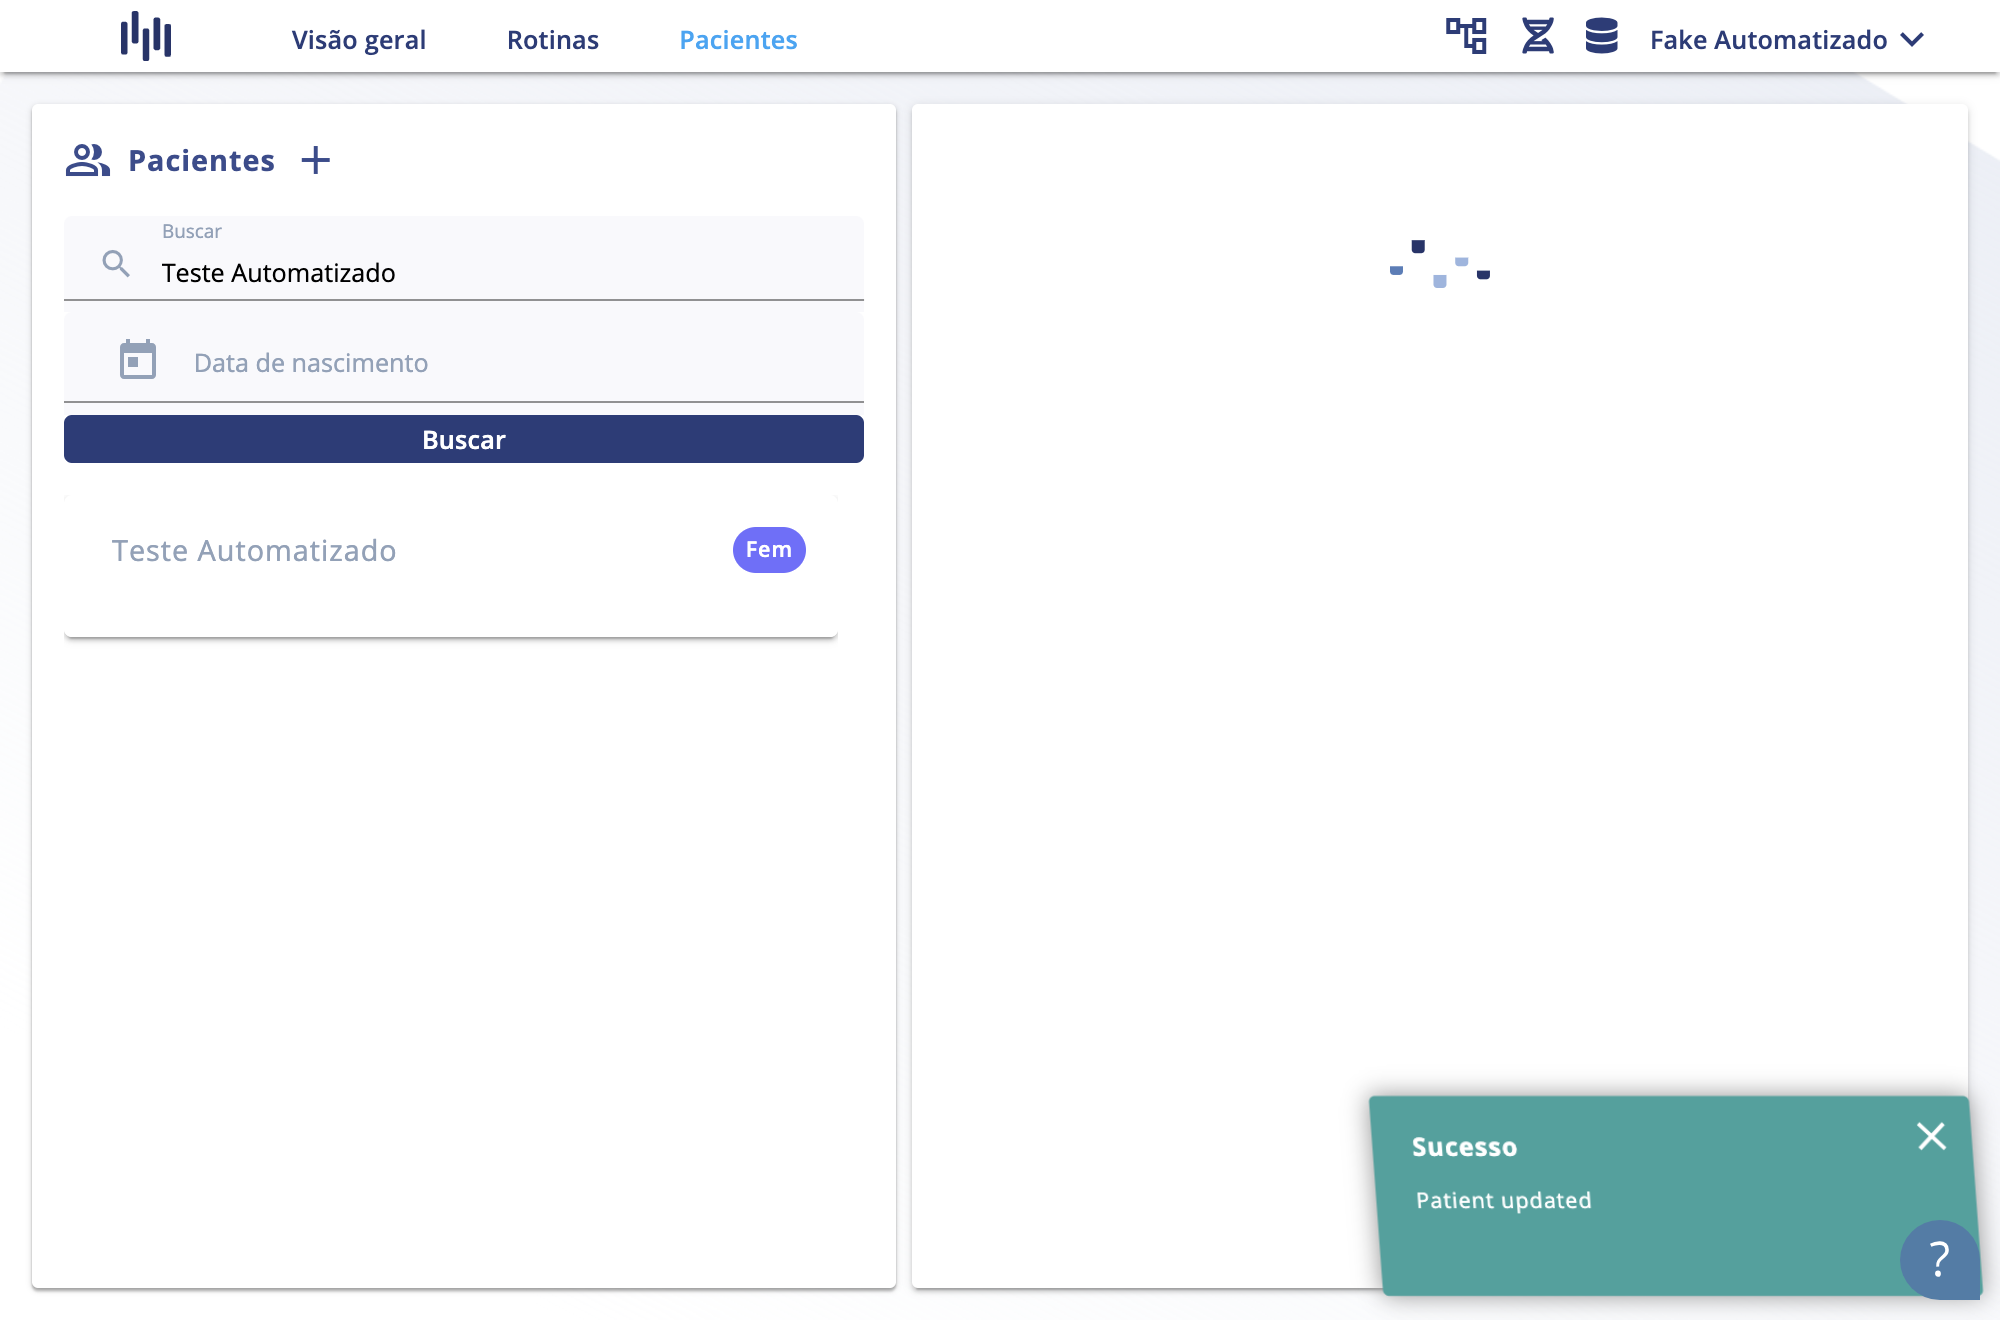 Visão geral
Rotinas
Pacientes
Fake Automatizado
Pacientes
Buscar
Teste Automatizado
Data de nascimento
Buscar
Teste Automatizado
Fem
Sucesso
Patient updated
?